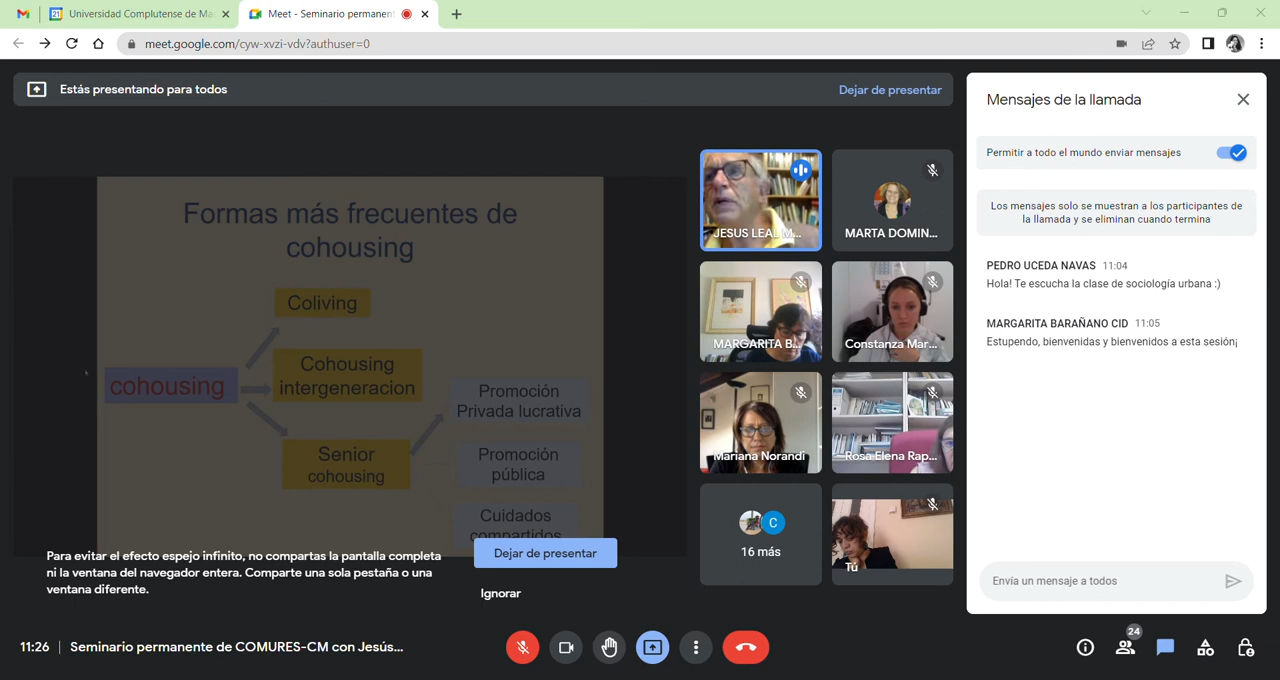 Universidad Complutense de Ma
Meet - Seminario permanen
meet.google.com/cyw-xvzi-vdv?authuser=0
Estás presentando para todos
Dejar de presentar
Formas más frecuentes de
cohousing
Coliving
Cohousing
intergeneracion
cohousing
Senior
cohousing
Promoción
Privada lucrativa
Promoción
pública
Cuidados
compartidos
Para evitar el efecto espejo infinito, no compartas la pantalla completa
ni la ventana del navegador entera. Comparte una sola pestaña o una
ventana diferente.
Dejar de presentar
Ignorar
JESUS LEAL M...
MARTA DOMIN...
MARGARITA B...
Constanza Mar...
Mariana Norandi
Rosa Elena Rap...
C
16 más
Tú
Mensajes de la llamada
Permitir a todo el mundo enviar mensajes
Los mensajes solo se muestran a los participantes de
la llamada y se eliminan cuando termina
PEDRO UCEDA NAVAS 11:04
Hola! Te escucha la clase de sociología urbana :)
MARGARITA BARAÑANO CID 11:05
Estupendo, bienvenidas y bienvenidos a esta sesión¡
Envía un mensaje a todos
11:26 | Seminario permanente de COMURES-CM con Jesús...
24